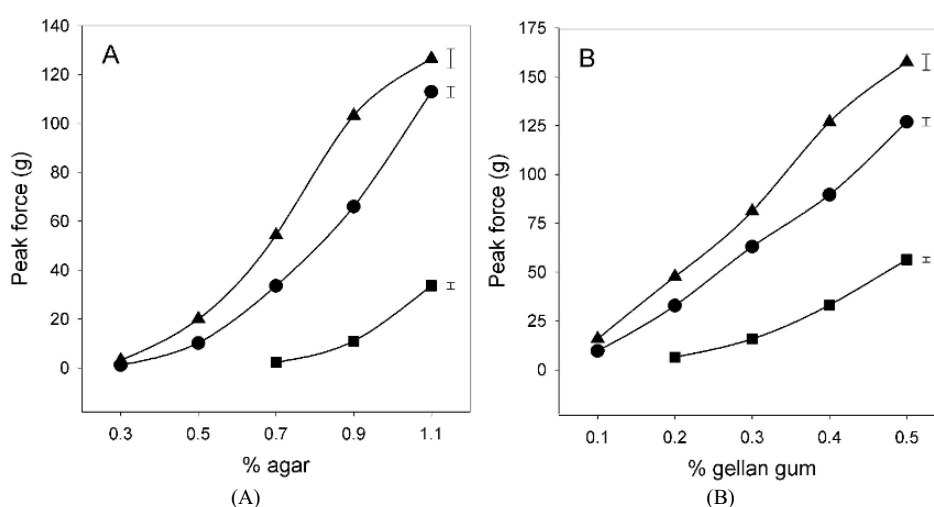 A
Peak force (g)
140
120
100
80
60
40
20
0
0.3 0.5 0.7 0.9 1.1
% agar
(A)
B
Peak force (g)
175
150
125
100
75
50
25
0
0.1 0.2 0.3 0.4 0.5
% gellan gum
(B)